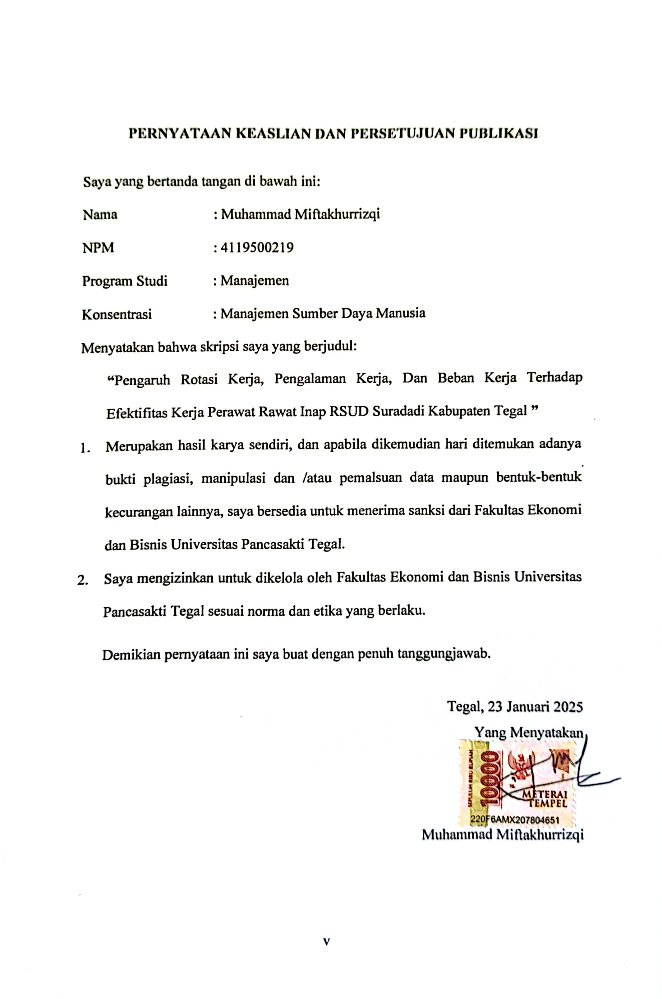 PERNYATAAN KEASLIAN DAN PERSETUJUAN PUBLIKASI
Saya yang bertanda tangan di bawah ini:
Nama : Muhammad Miftakhurrizqi
NPM : 4119500219
Program Studi : Manajemen
Konsentrasi : Manajemen Sumber Daya Manusia
Menyatakan bahwa skripsi saya yang berjudul:
“Pengaruh Rotasi Kerja, Pengalaman Kerja, Dan Beban Kerja Terhadap
Efektifitas Kerja Perawat Rawat Inap RSUD Suradadi Kabupaten Tegal ”
1. Merupakan hasil karya sendiri, dan apabila dikemudian hari ditemukan adanya
bukti plagiasi, manipulasi dan /atau pemalsuan data maupun bentuk-bentuk
kecurangan lainnya, saya bersedia untuk menerima sanksi dari Fakultas Ekonomi
dan Bisnis Universitas Pancasakti Tegal.
2. Saya mengizinkan untuk dikelola oleh Fakultas Ekonomi dan Bisnis Universitas
Pancasakti Tegal sesuai norma dan etika yang berlaku.
Demikian pernyataan ini saya buat dengan penuh tanggungjawab.
Tegal, 23 Januari 2025
Yang Menyatakan,
SEPULUH RIBU RUPIAH
10000
METERAI
TEMPEL
220F6AMX207804651
Muhammad Miftakhurrizqi
v